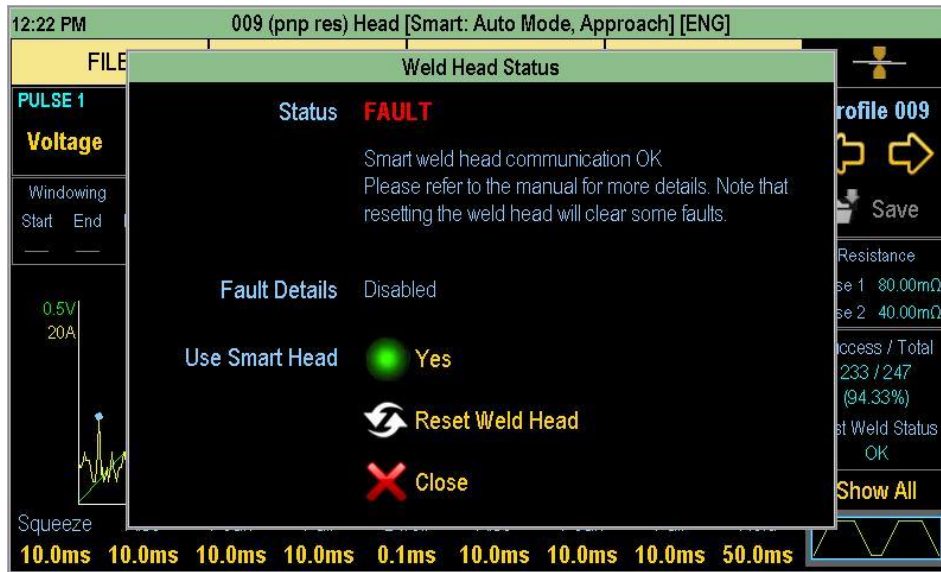 12:22 PM 009 (pnp res) Head [Smart: Auto Mode, Approach] [ENG]
FILE
Weld Head Status
PULSE 1
Voltage
Windowing
Start End
0.5V
20A
Status FAULT
Smart weld head communication OK
Please refer to the manual for more details. Note that
resetting the weld head will clear some faults.
Fault Details Disabled
Use Smart Head Yes
Reset Weld Head
Close
rofile 009
Save
Resistance
se 1 80.00mΩ
se 2 40.00mΩ
ccess / Total
233 / 247
(94.33%)
st Weld Status
OK
Show All
Squeeze
10.0ms 10.0ms 10.0ms 10.0ms 0.1ms 10.0ms 10.0ms 10.0ms 50.0ms